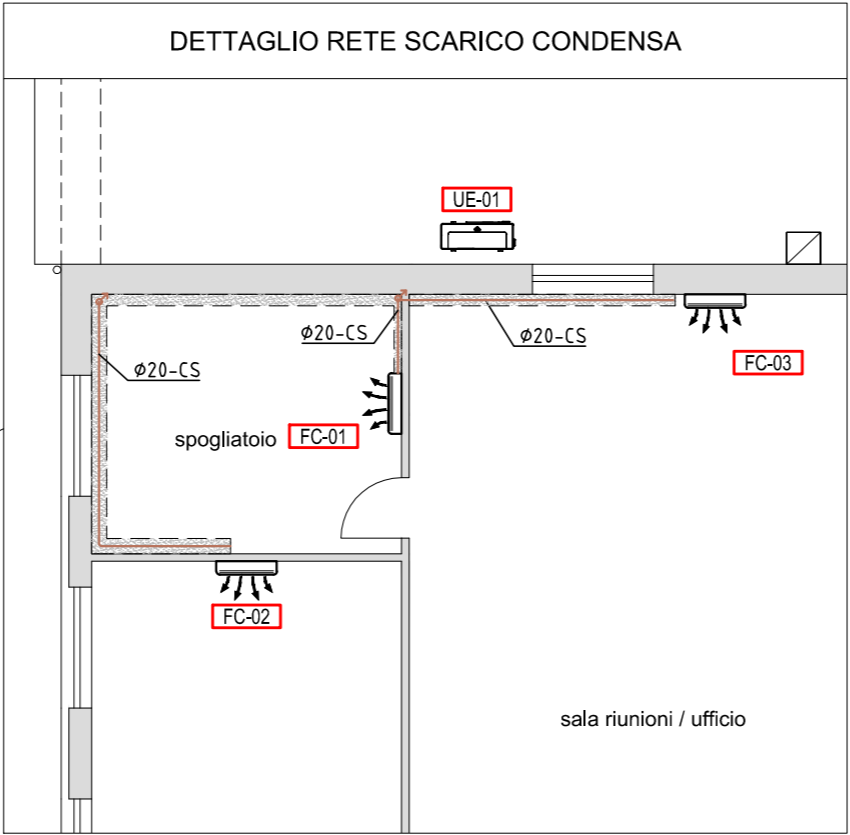 DETTAGLIO RETE SCARICO CONDENSA
UE-01
Ø20-CS
Ø20-CS
FC-03
Ø20-CS
spogliatoio
FC-01
FC-02
sala riunioni / ufficio